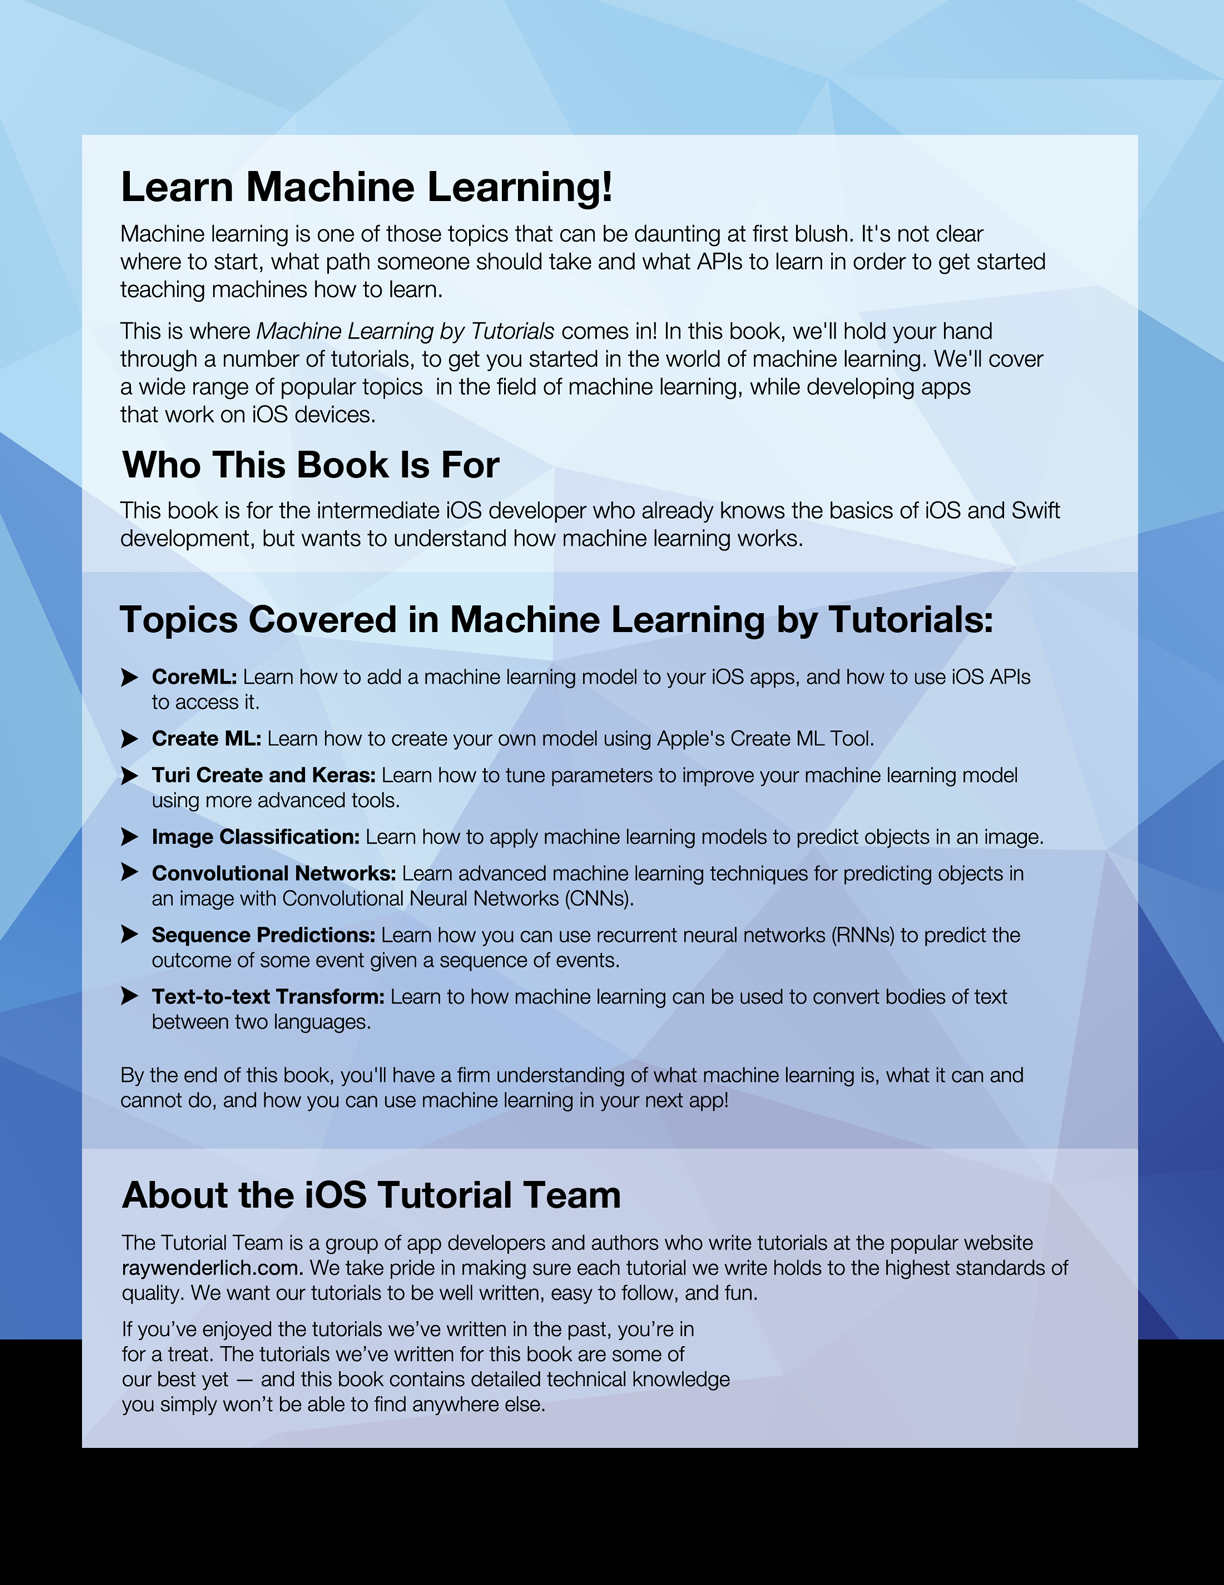 Learn Machine Learning!
Machine learning is one of those topics that can be daunting at first blush. It's not clear
where to start, what path someone should take and what APIs to learn in order to get started
teaching machines how to learn.
This is where Machine Learning by Tutorials comes in! In this book, we'll hold your hand
through a number of tutorials, to get you started in the world of machine learning. We'll cover
a wide range of popular topics in the field of machine learning, while developing apps
that work on iOS devices.
Who This Book Is For
This book is for the intermediate iOS developer who already knows the basics of iOS and Swift
development, but wants to understand how machine learning works.
Topics Covered in Machine Learning by Tutorials:
➤ CoreML: Learn how to add a machine learning model to your iOS apps, and how to use iOS APIs
to access it.
➤ Create ML: Learn how to create your own model using Apple's Create ML Tool.
➤ Turi Create and Keras: Learn how to tune parameters to improve your machine learning model
using more advanced tools.
➤ Image Classification: Learn how to apply machine learning models to predict objects in an image.
➤ Convolutional Networks: Learn advanced machine learning techniques for predicting objects in
an image with Convolutional Neural Networks (CNNs).
➤ Sequence Predictions: Learn how you can use recurrent neural networks (RNNs) to predict the
outcome of some event given a sequence of events.
➤ Text-to-text Transform: Learn to how machine learning can be used to convert bodies of text
between two languages.
By the end of this book, you'll have a firm understanding of what machine learning is, what it can and
cannot do, and how you can use machine learning in your next app!
About the iOS Tutorial Team
The Tutorial Team is a group of app developers and authors who write tutorials at the popular website
raywenderlich.com. We take pride in making sure each tutorial we write holds to the highest standards of
quality. We want our tutorials to be well written, easy to follow, and fun.
If you’ve enjoyed the tutorials we’ve written in the past, you’re in
for a treat. The tutorials we’ve written for this book are some of
our best yet — and this book contains detailed technical knowledge
you simply won’t be able to find anywhere else.